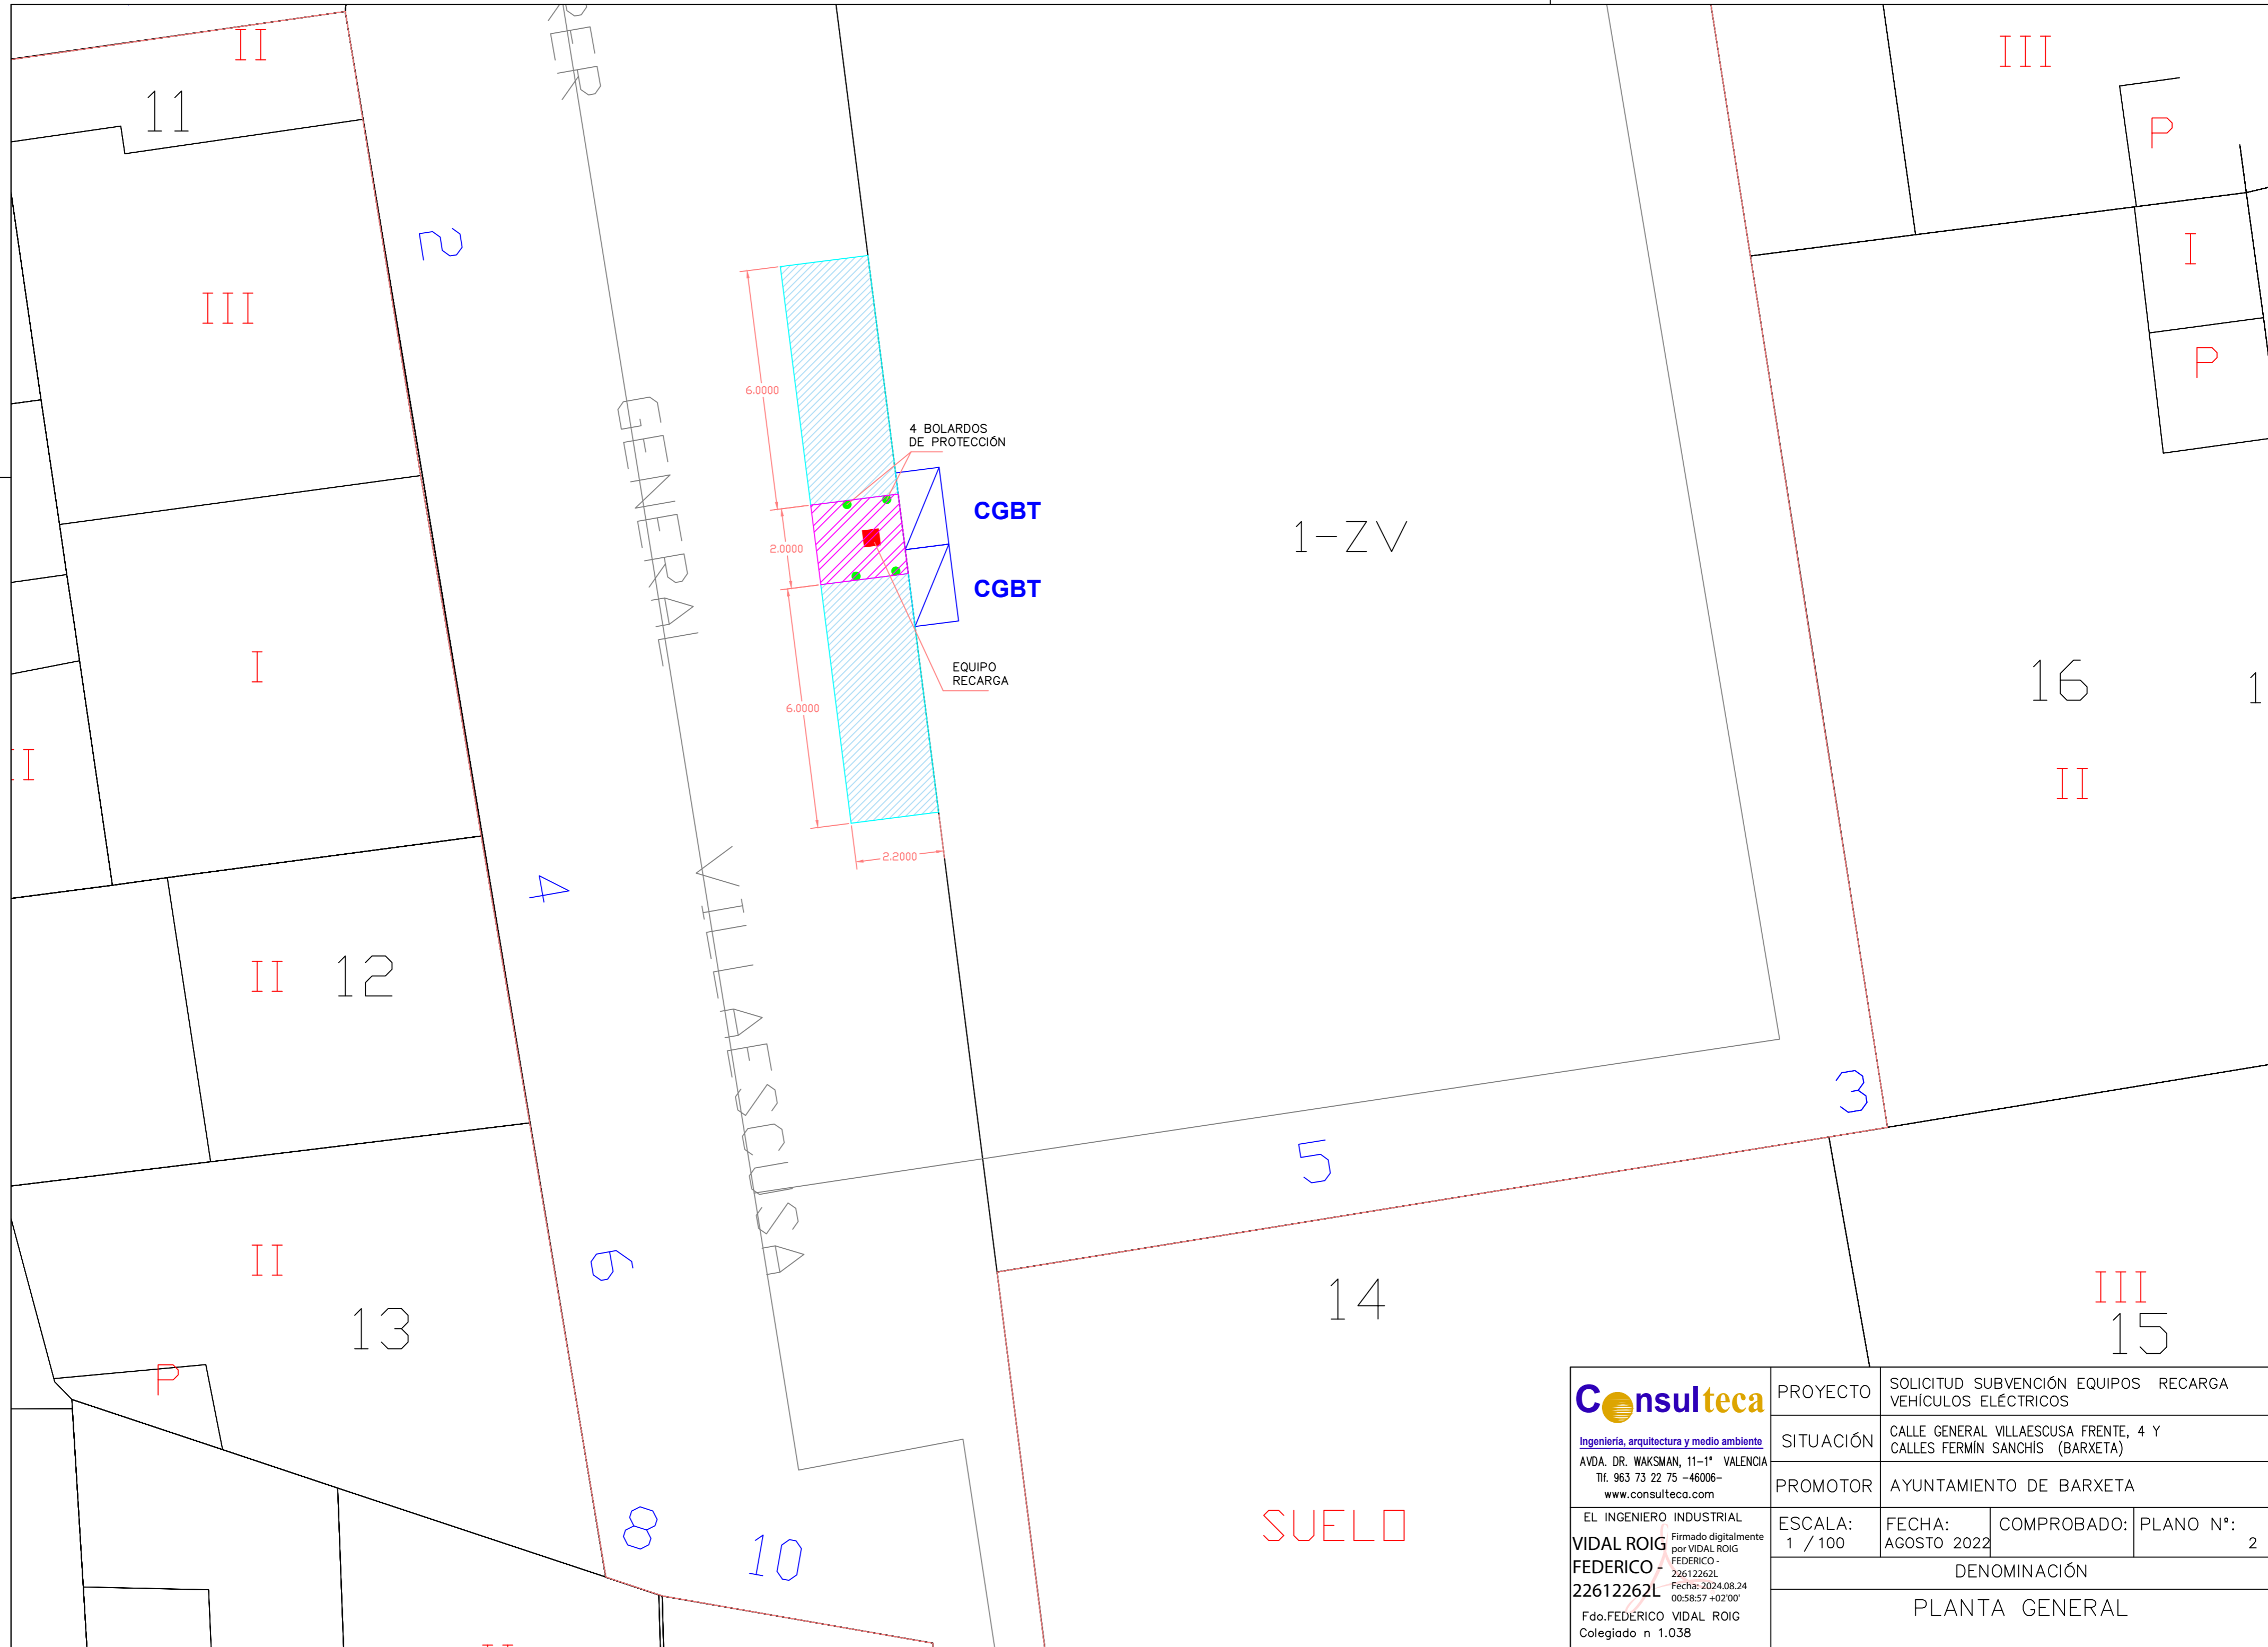 II
11
III
P
I
P
2
III
6.0000
4 BOLARDOS
DE PROTECCIÓN
CGBT
2.0000
CGBT
1-ZV
GENERAL
EQUIPO
RECARGA
I
6.0000
16
1
II
2.2000
4
VILLAESCUSA
II
12
3
5
II
6
13
P
14
III
15
8
10
SUELO
Consulteca
Ingeniería, arquitectura y medio ambiente
AVDA. DR. WAKSMAN, 11-1ª VALENCIA
Tlf. 963 73 22 75 -46006-
www.consulteca.com
EL INGENIERO INDUSTRIAL
VIDAL ROIG
FEDERICO -
22612262L
Firmado digitalmente
por VIDAL ROIG
FEDERICO -
22612262L
Fecha: 2024.08.24
00:58:57 +02'00'
Fdo.FEDERICO VIDAL ROIG
Colegiado n 1.038
PROYECTO
SOLICITUD SUBVENCIÓN EQUIPOS RECARGA
VEHÍCULOS ELÉCTRICOS
SITUACIÓN
CALLE GENERAL VILLAESCUSA FRENTE, 4 Y
CALLES FERMÍN SANCHÍS (BARXETA)
PROMOTOR
AYUNTAMIENTO DE BARXETA
ESCALA:
1 /100
FECHA:
AGOSTO 2022
COMPROBADO:
PLANO Nº:
2
DENOMINACIÓN
PLANTA GENERAL